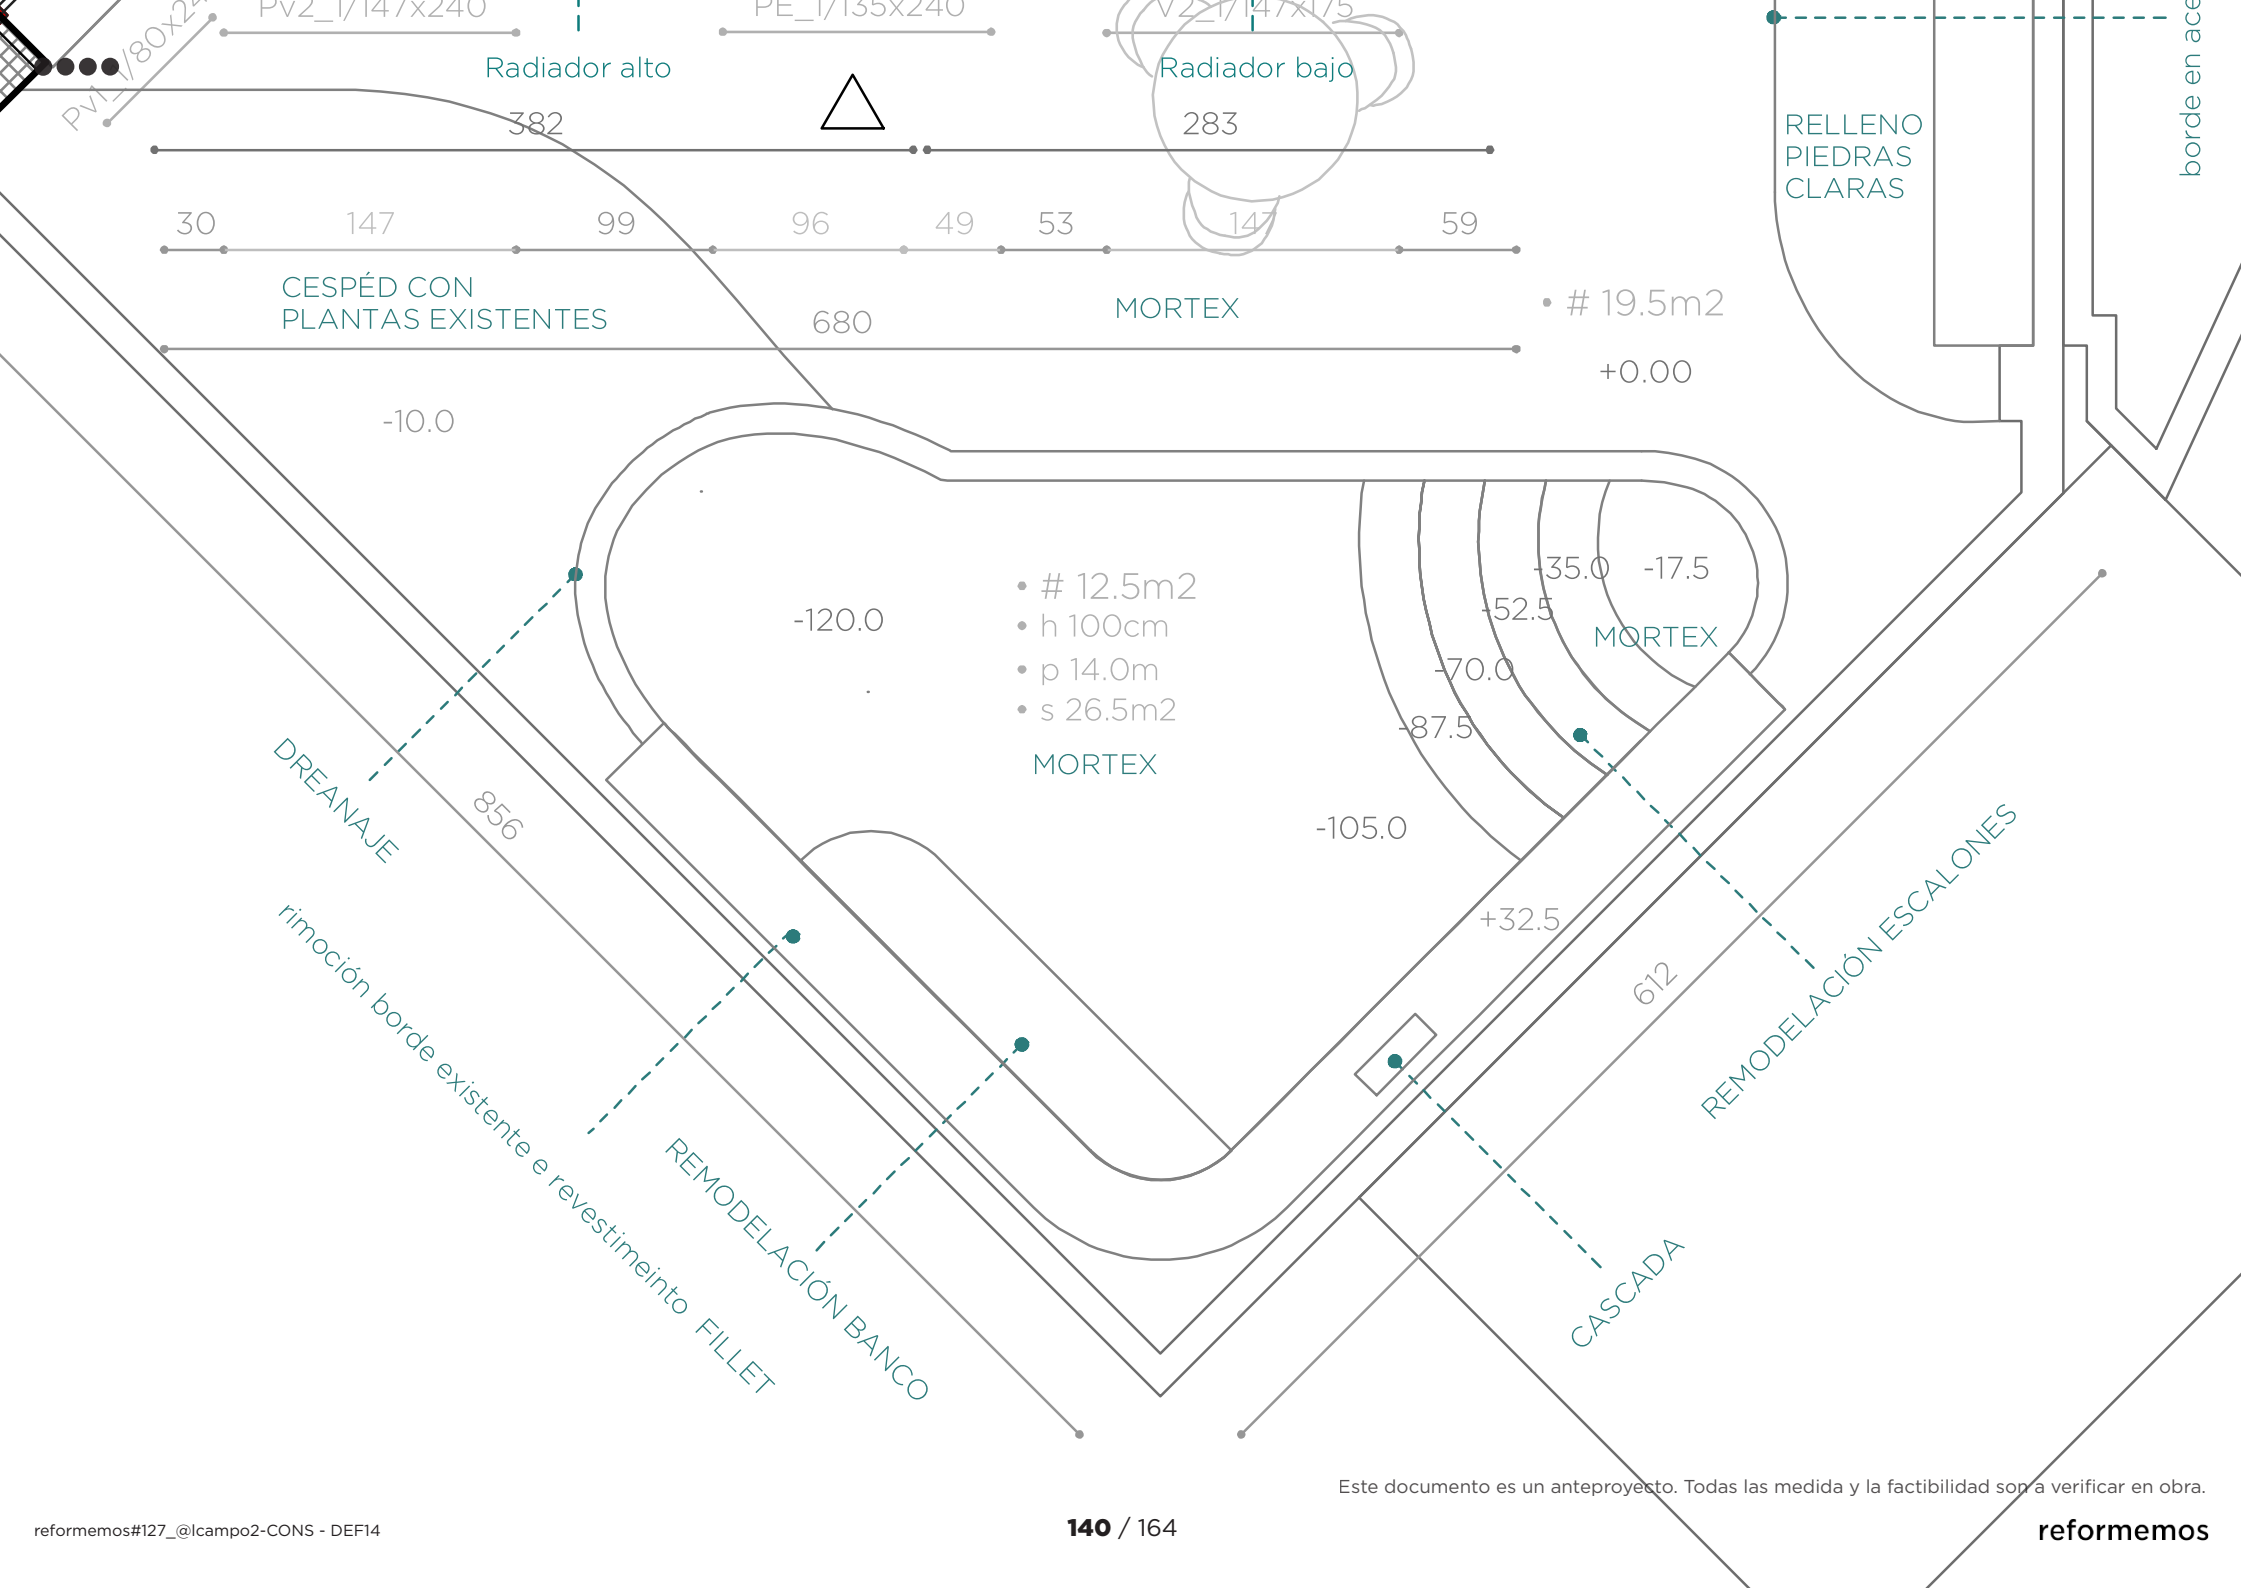 Pv2_1/147x240
PE_1/135x240
V2_1/147x175
Pv1_1/80x24
Radiador alto
Radiador bajo
borde en ace
382
283
RELLENO
PIEDRAS
CLARAS
30
147
99
96
49
53
147
59
CESPÉD CON
PLANTAS EXISTENTES
680
MORTEX
# 19.5m2
+0.00
-10.0
-120.0
# 12.5m2
h 100cm
p 14.0m
s 26.5m2
MORTEX
-35.0
-17.5
-52.5
MORTEX
-70.0
-87.5
-105.0
+32.5
DREANAJE
856
rimoción borde existente e revestimeinto FILLET
REMODELACIÓN BANCO
612
REMODELACIÓN ESCALONES
CASCADA
Este documento es un anteproyecto. Todas las medida y la factibilidad son a verificar en obra.
reformemos#127_@lcampo2-CONS - DEF14
140 / 164
reformemos